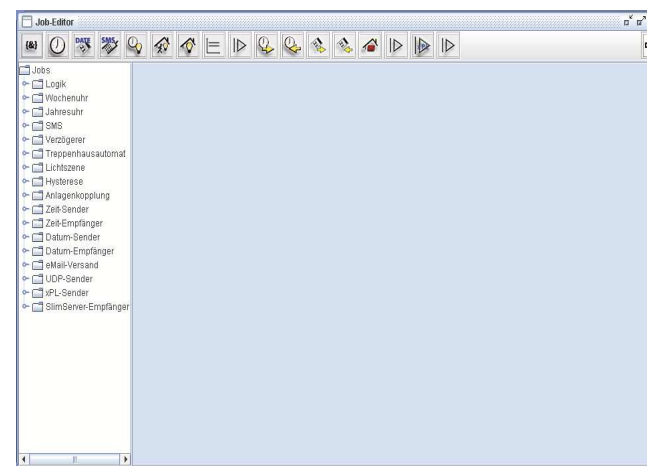 Job-Editor
{&} DATE SMS
Jobs
Logik
Wochenuhr
Jahresuhr
SMS
Verzögerer
Treppenhausautomat
Lichtszene
Hysterese
Anlagenkopplung
Zeit-Sender
Zeit-Empfänger
Datum-Sender
Datum-Empfänger
eMail-Versand
UDP-Sender
xPL-Sender
SlimServer-Empfänger